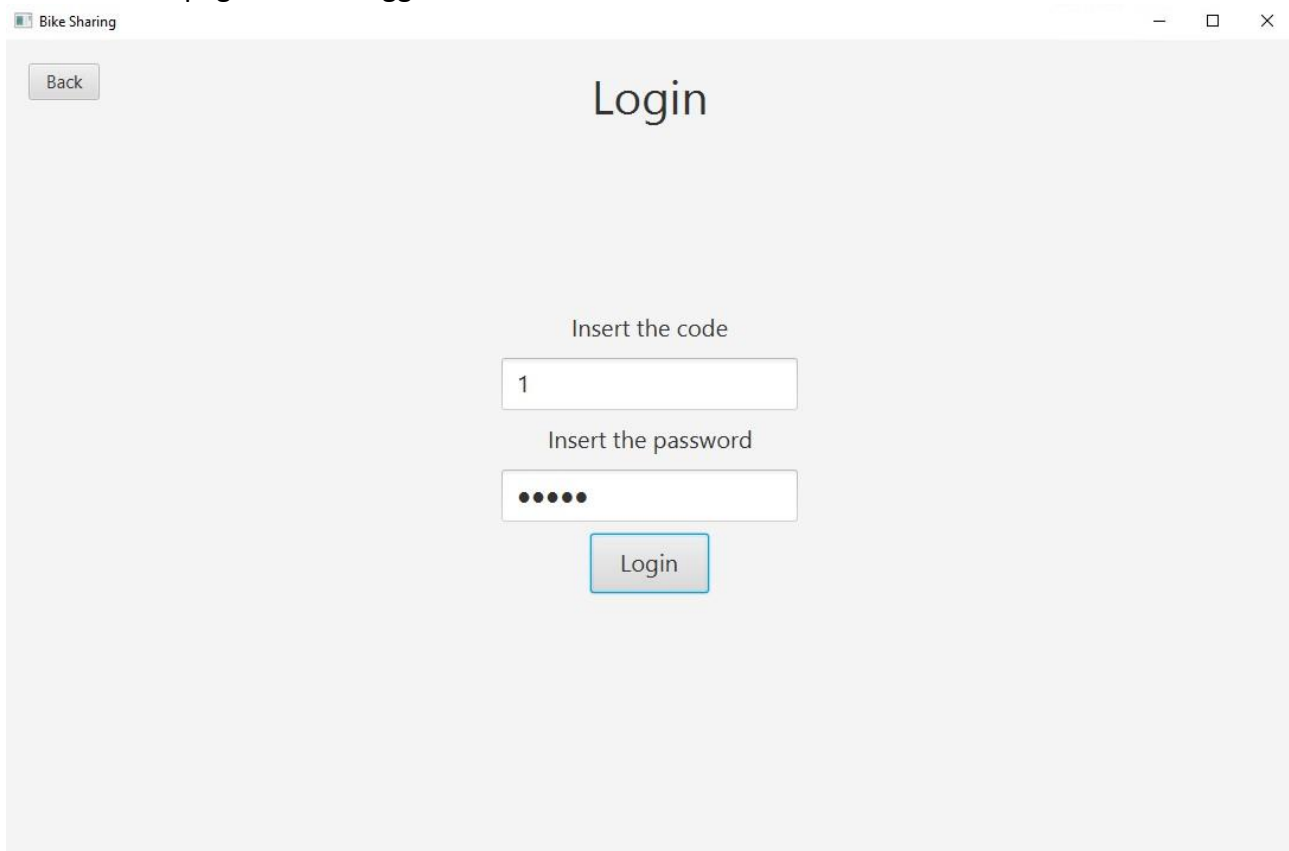 Bike Sharing
Back
Login
Insert the code
1
Insert the password
•••••
Login